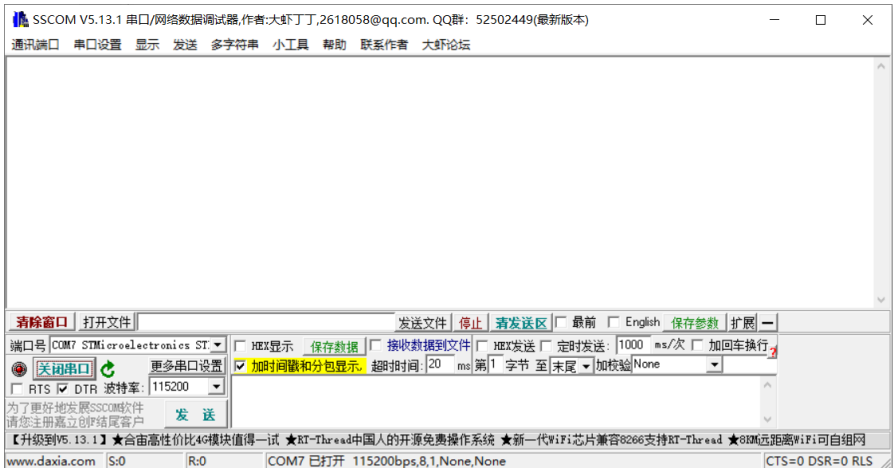 SSCOM V5.13.1 串口/网络数据调试器,作者:大虾丁丁,2618058@qq.com. QQ群: 52502449(最新版本)
通讯端口 串口设置 显示 发送 多字符串 小工具 帮助 联系作者 大虾论坛
清除窗口 打开文件 发送文件 停止 清发送区 最前 English 保存参数 扩展 —
端口号 COM7 STMicroelectronics ST HEX显示 保存数据 接收数据到文件 HEX发送 定时发送: 1000 ms/次 加回车换行
关闭串口 更多串口设置 加时间戳和分包显示, 超时时间: 20 ms 第 1 字节 至 末尾 加校验 None ?
RTS DTR 波特率: 115200
为了更好地发展SSCOM软件
请您注册嘉立创F结尾客户
发 送
【升级到V5.13.1】★合宙高性价比4G模块值得一试 ★RT-Thread中国人的开源免费操作系统 ★新一代WiFi芯片兼容8266支持RT-Thread ★8KM远距离WiFi可自组网
www.daxia.com S:0 R:0 COM7 已打开 115200bps,8,1,None,None CTS=0 DSR=0 RLS